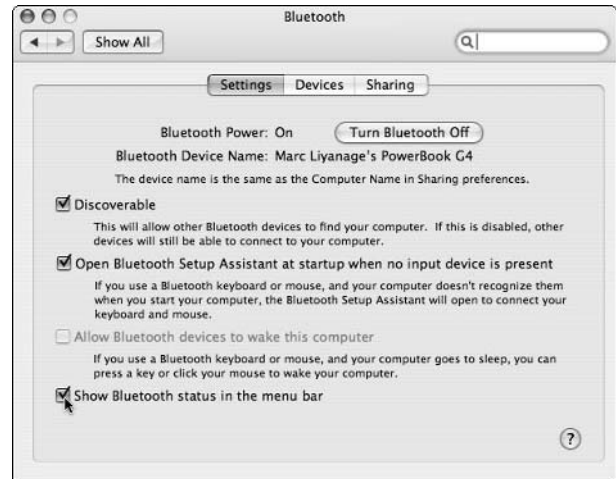 Bluetooth
Show All
Settings Devices Sharing
Bluetooth Power: On Turn Bluetooth Off
Bluetooth Device Name: Marc Liyanage's PowerBook G4
The device name is the same as the Computer Name in Sharing preferences.
Discoverable
This will allow other Bluetooth devices to find your computer. If this is disabled, other
devices will still be able to connect to your computer.
Open Bluetooth Setup Assistant at startup when no input device is present
If you use a Bluetooth keyboard or mouse, and your computer doesn't recognize them
when you start your computer, the Bluetooth Setup Assistant will open to connect your
keyboard and mouse.
Allow Bluetooth devices to wake this computer
If you use a Bluetooth keyboard or mouse, and your computer goes to sleep, you can
press a key or click your mouse to wake your computer.
Show Bluetooth status in the menu bar
?